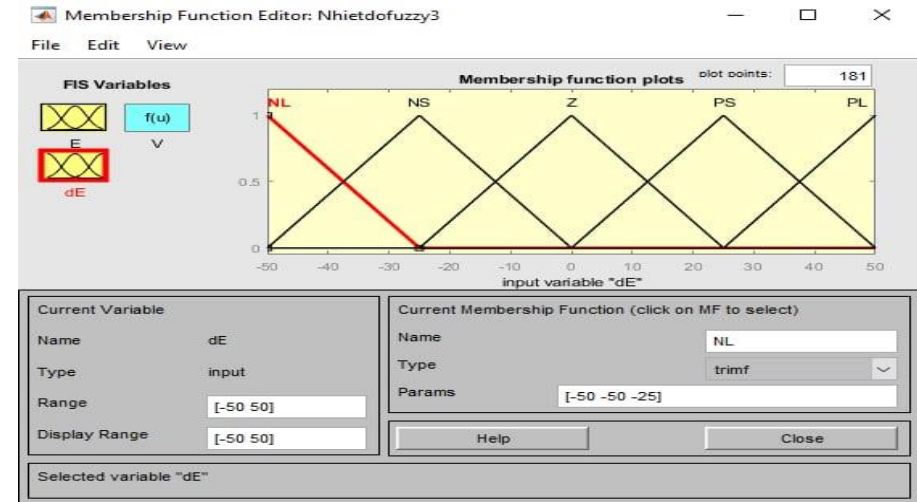 Membership Function Editor: Nhietdofuzzy3
File Edit View
FIS Variables
Membership function plots plot points: 181
E
f(u)
V
dE
NL NS Z PS PL
1
0.5
0
-50 -40 -30 -20 -10 0 10 20 30 40 50
input variable "dE"
Current Variable
Name dE
Type input
Range [-50 50]
Display Range [-50 50]
Current Membership Function (click on MF to select)
Name NL
Type trimf
Params [-50 -50 -25]
Help Close
Selected variable "dE"